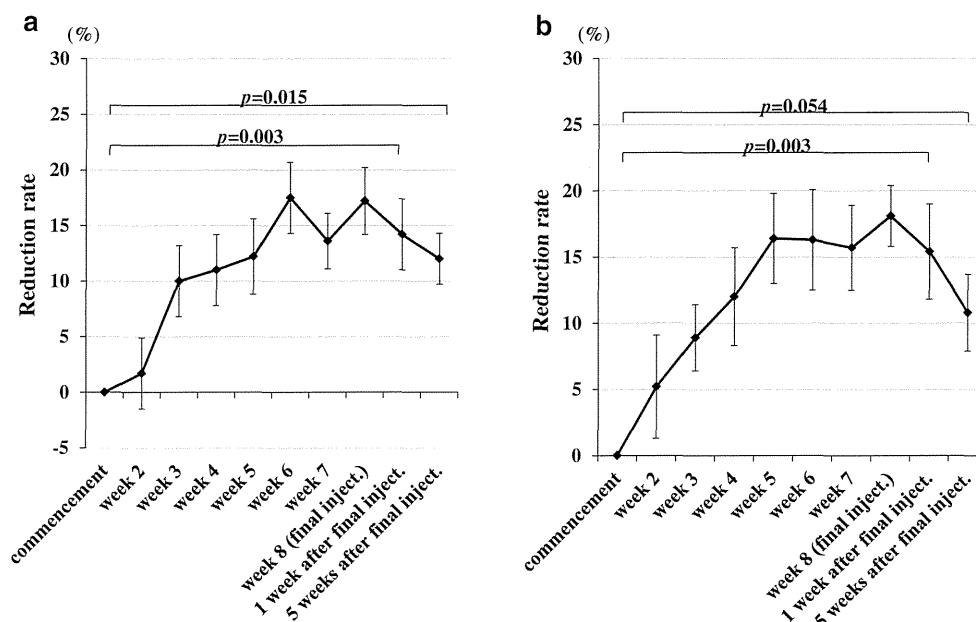 a
(%)
30
25
20
15
10
5
0
-5
Reduction rate
p=0.015
p=0.003
commencement
week 2
week 3
week 4
week 5
week 6
week 7
week 8 (final inject.)
1 week after final inject.
5 weeks after final inject.
b
(%)
30
25
20
15
10
5
0
Reduction rate
p=0.054
p=0.003
commencement
week 2
week 3
week 4
week 5
week 6
week 7
week 8 (final inject.)
1 week after final inject.
5 weeks after final inject.